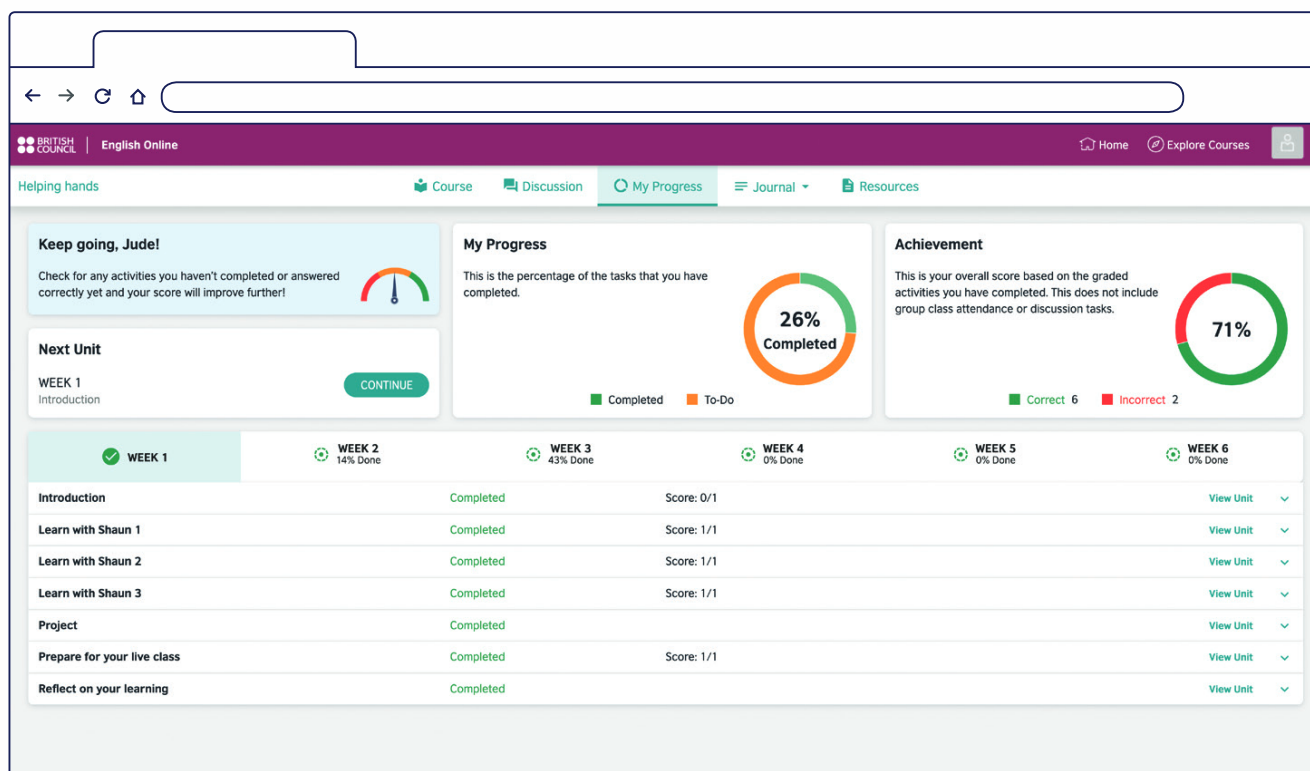 BRITISH
COUNCIL
English Online
Home
Explore Courses
Helping hands
Course
Discussion
My Progress
Journal
Resources
Keep going, Jude!
Check for any activities you haven't completed or answered
correctly yet and your score will improve further!
Next Unit
WEEK 1
Introduction
CONTINUE
My Progress
This is the percentage of the tasks that you have
completed.
26%
Completed
Completed
To-Do
Achievement
This is your overall score based on the graded
activities you have completed. This does not include
group class attendance or discussion tasks.
71%
Correct 6
Incorrect 2
WEEK 1
WEEK 2
14% Done
WEEK 3
43% Done
WEEK 4
0% Done
WEEK 5
0% Done
WEEK 6
0% Done
Introduction Completed Score: 0/1 View Unit
Learn with Shaun 1 Completed Score: 1/1 View Unit
Learn with Shaun 2 Completed Score: 1/1 View Unit
Learn with Shaun 3 Completed Score: 1/1 View Unit
Project Completed View Unit
Prepare for your live class Completed Score: 1/1 View Unit
Reflect on your learning Completed View Unit